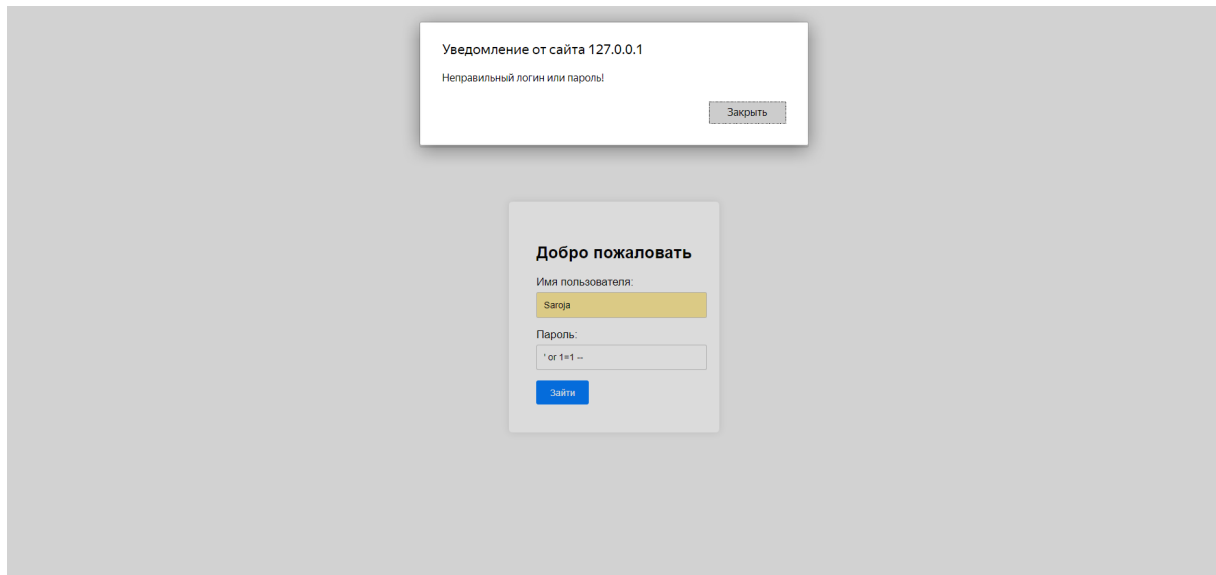 Уведомление от сайта 127.0.0.1
Неправильный логин или пароль!
Закрыть
Добро пожаловать
Имя пользователя:
Saroja
Пароль:
' or 1=1 --
Зайти